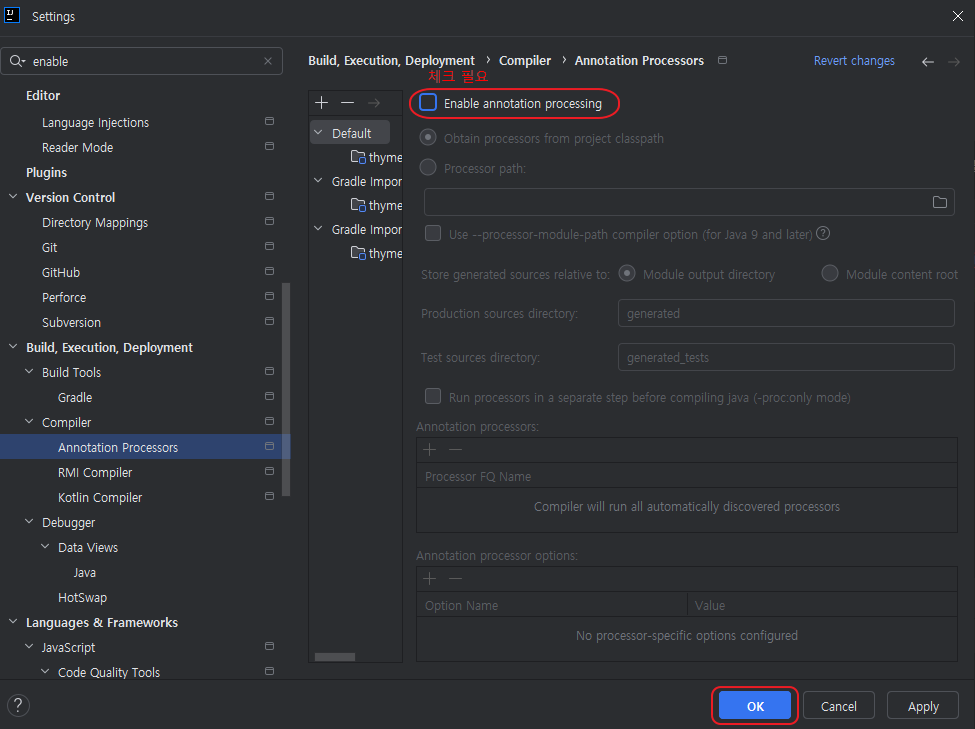 Settings
enable
Editor
Language Injections
Reader Mode
Plugins
Version Control
Directory Mappings
Git
GitHub
Perforce
Subversion
Build, Execution, Deployment
Build Tools
Gradle
Compiler
Annotation Processors
RMI Compiler
Kotlin Compiler
Debugger
Data Views
Java
HotSwap
Languages & Frameworks
JavaScript
Code Quality Tools
Build, Execution, Deployment › Compiler › Annotation Processors
Revert changes
체크 필요
Default
thyme
Gradle Impor
thyme
Gradle Impor
thyme
Enable annotation processing
Obtain processors from project classpath
Processor path:
Use --processor-module-path compiler option (for Java 9 and later) ?
Store generated sources relative to: Module output directory Module content root
Production sources directory: generated
Test sources directory: generated_tests
Run processors in a separate step before compiling java (-proc:only mode)
Annotation processors:
Processor FQ Name
Compiler will run all automatically discovered processors
Annotation processor options:
Option Name Value
No processor-specific options configured
? OK Cancel Apply